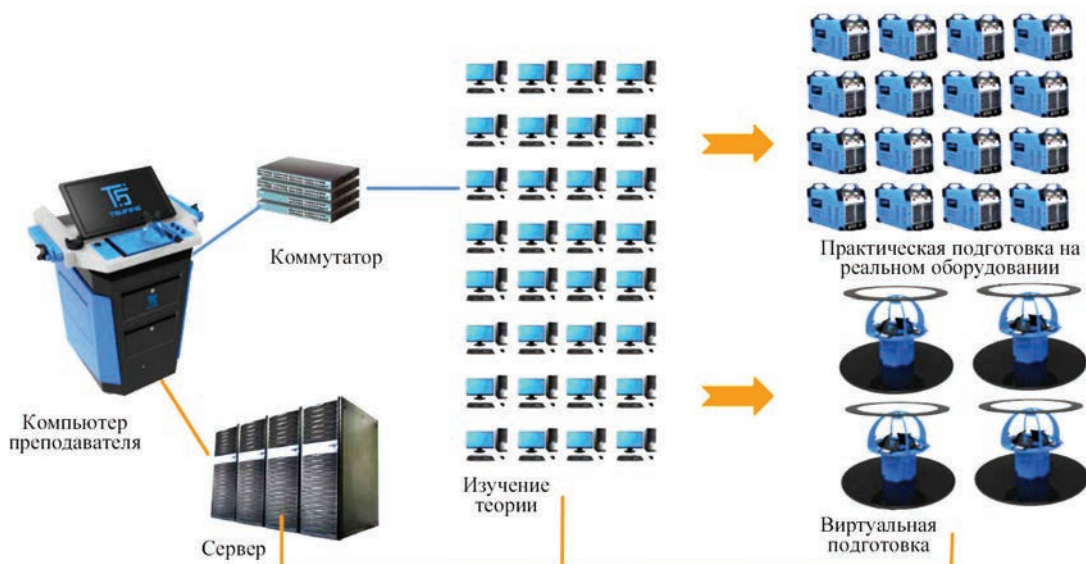 Коммутатор
Компьютер
преподавателя
Сервер
Изучение
теории
Практическая подготовка на
реальном оборудовании
Виртуальная
подготовка